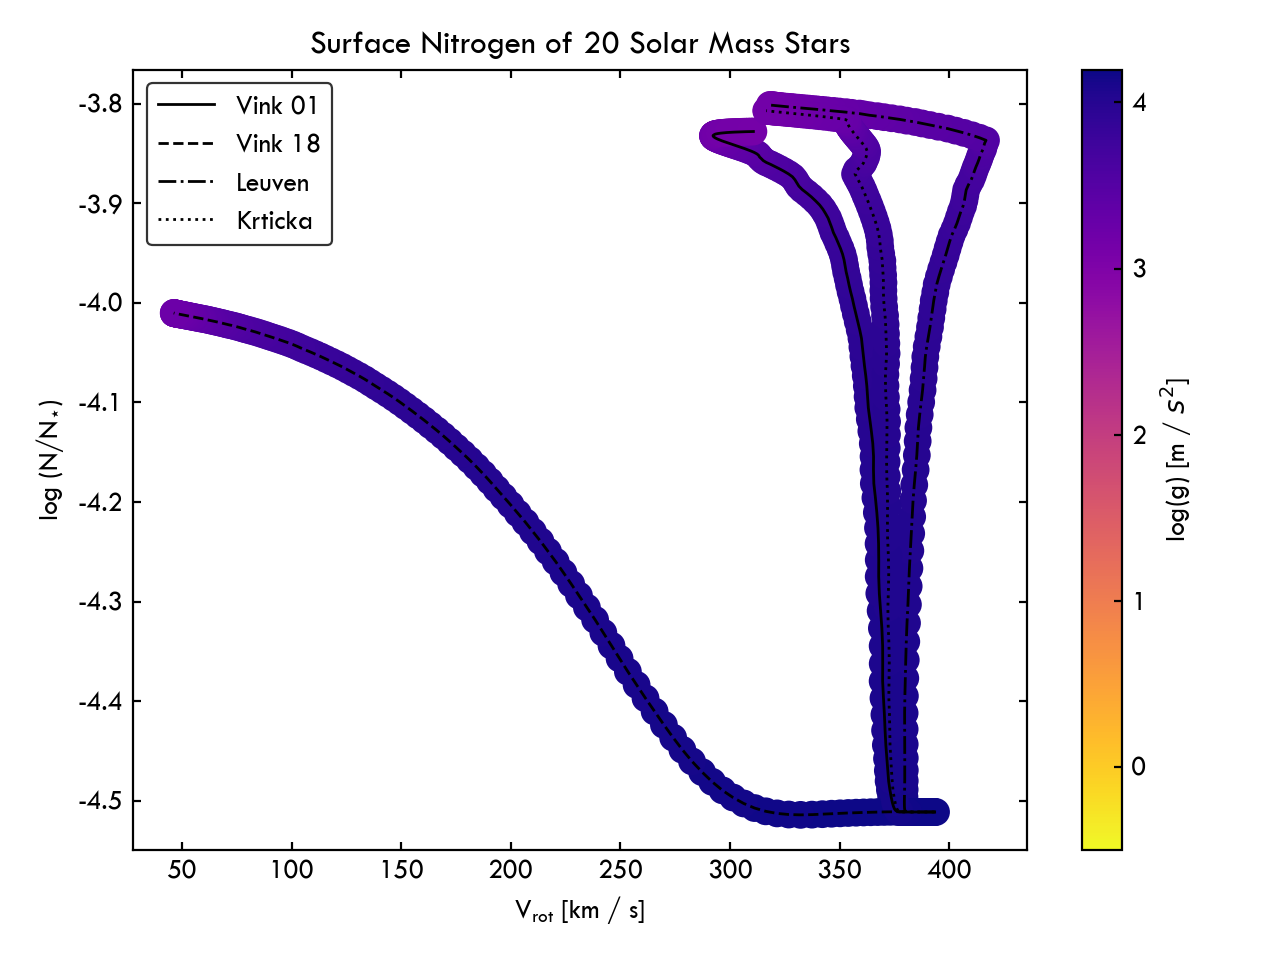 Surface Nitrogen of 20 Solar Mass Stars
Vink 01
Vink 18
Leuven
Krticka
-3.8
-3.9
-4.0
-4.1
-4.2
-4.3
-4.4
-4.5
log (N/N⋆)
50 100 150 200 250 300 350 400
V_rot [km / s]
4
3
2
1
0
log(g) [m / s²]